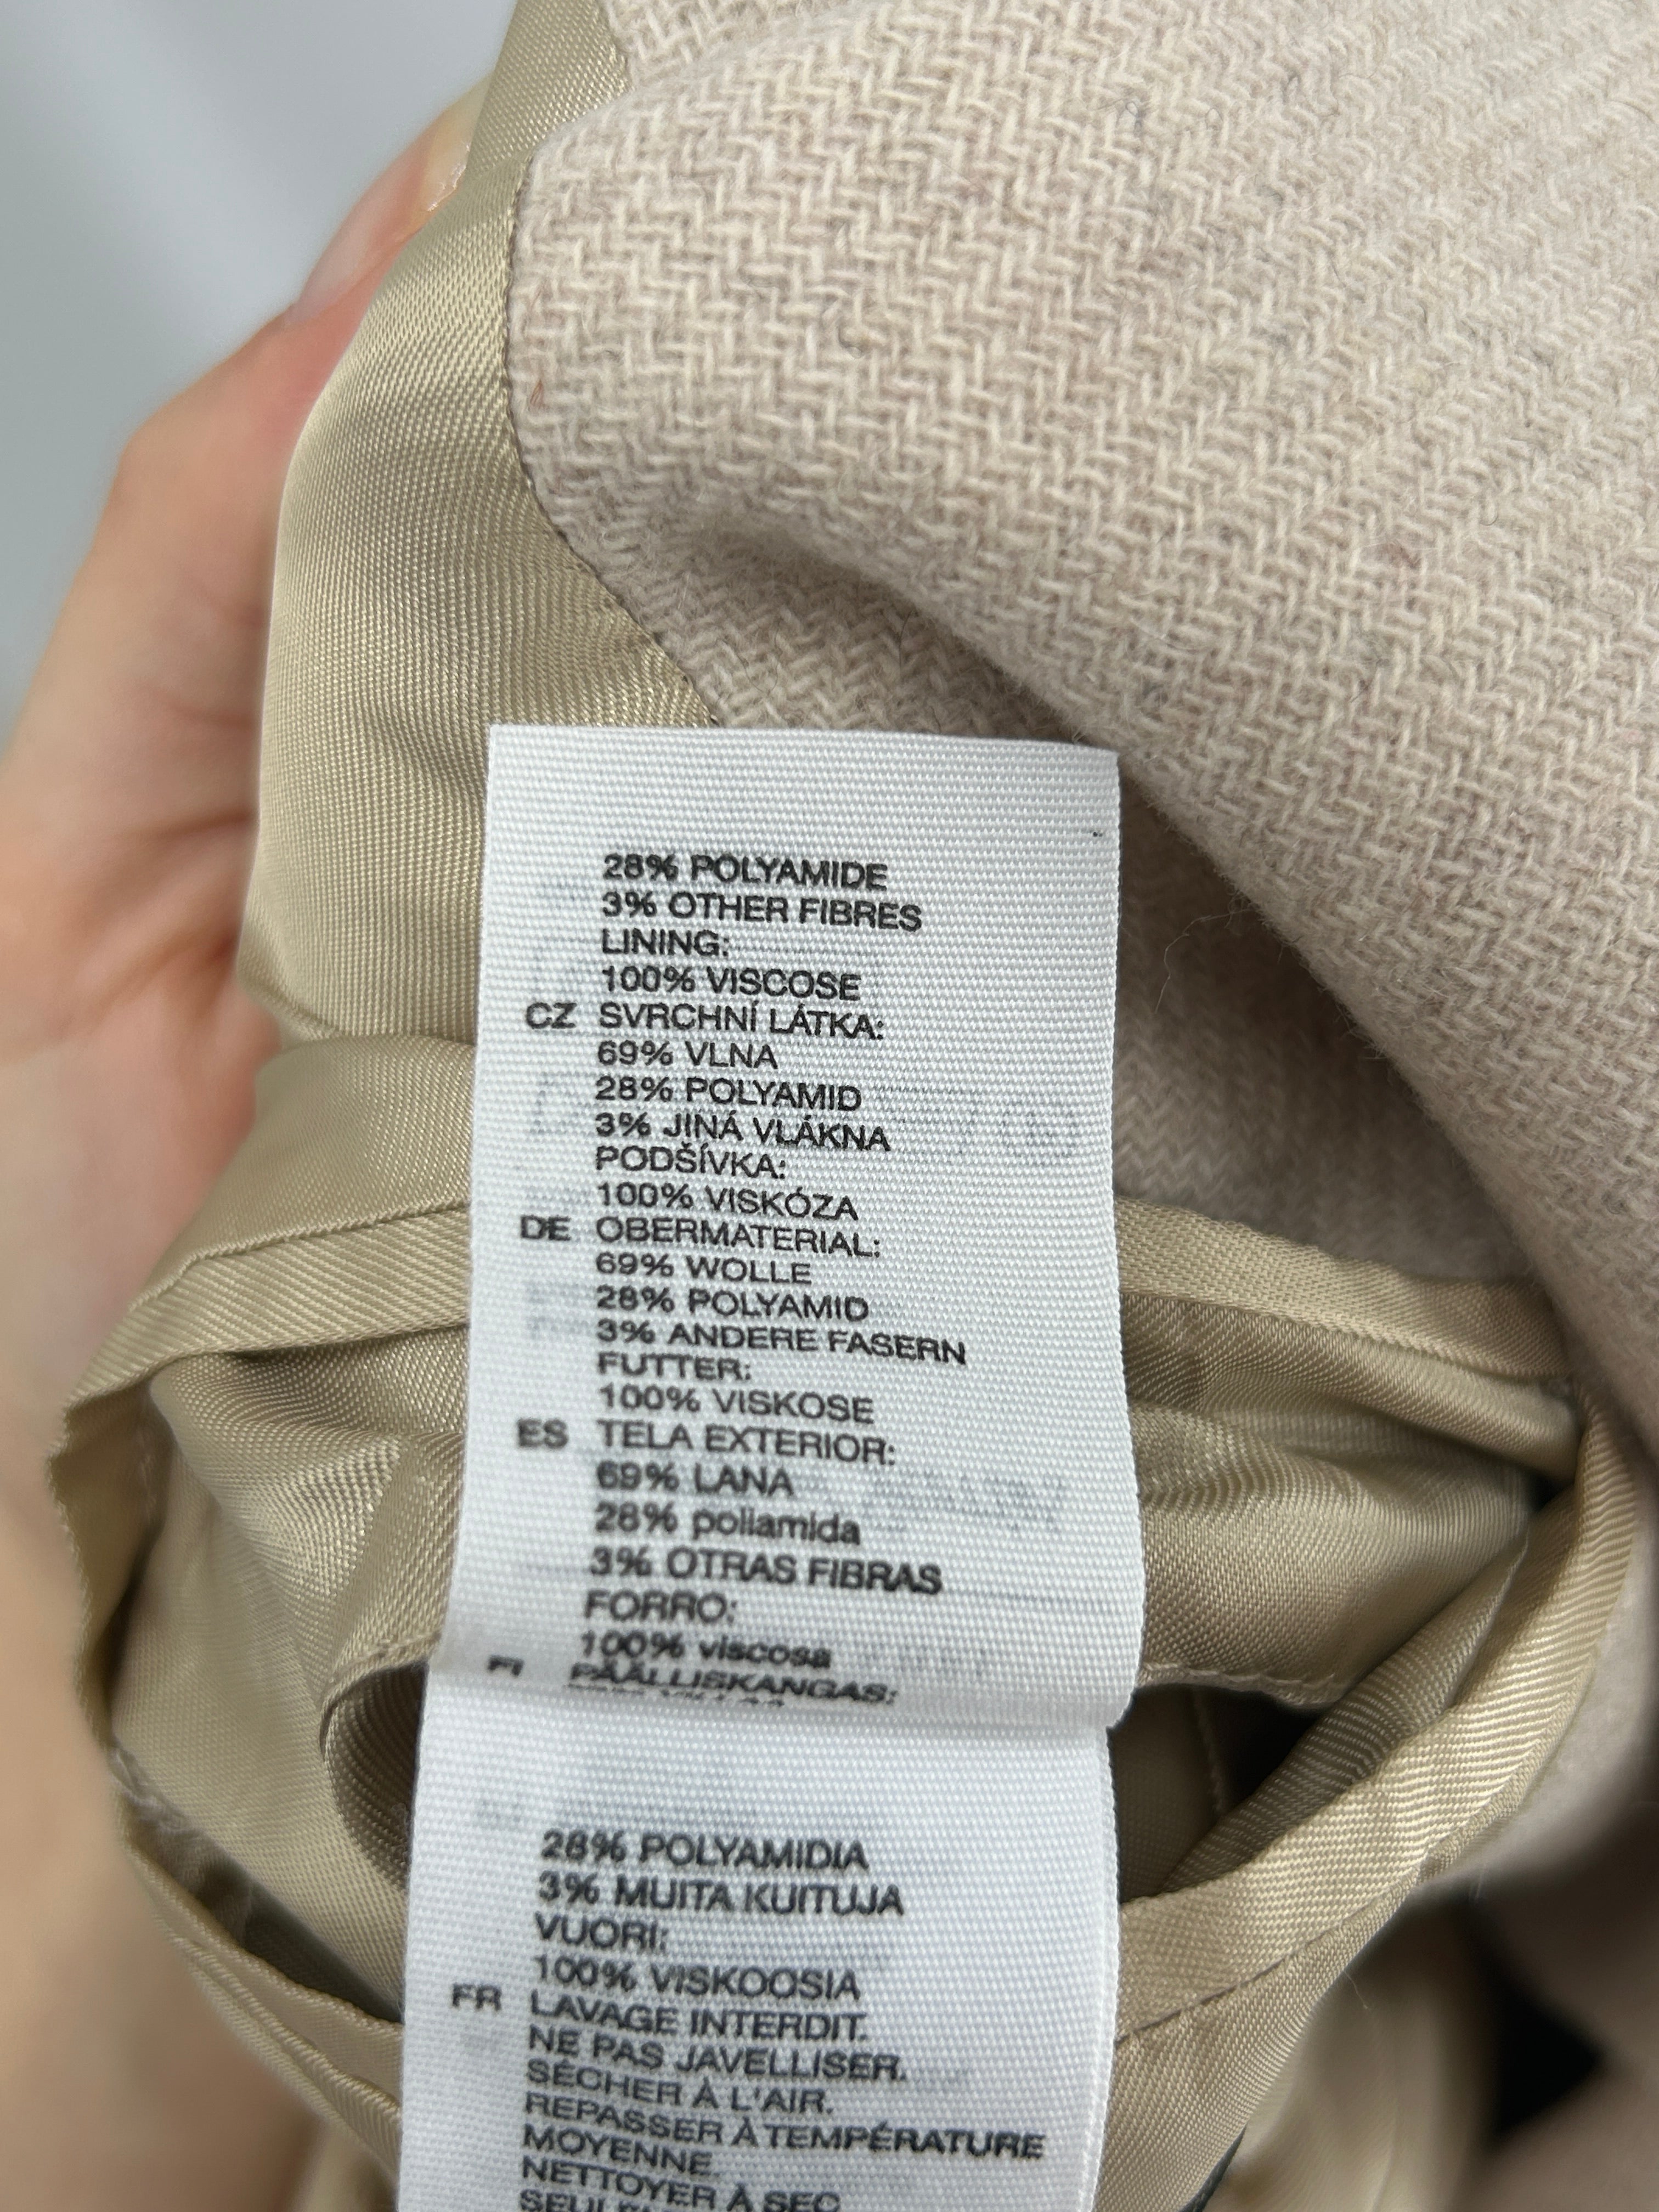 28% POLYAMIDE
3% OTHER FIBRES
LINING:
100% VISCOSE
CZ SVRCHNÍ LÁTKA:
69% VLNA
28% POLYAMID
3% JINÁ VLÁKNA
PODŠÍVKA:
100% VISKÓZA
DE OBERMATERIAL:
69% WOLLE
28% POLYAMID
3% ANDERE FASERN
FUTTER:
100% VISKOSE
ES TELA EXTERIOR:
69% LANA
28% poliamida
3% OTRAS FIBRAS
FORRO:
100% viscosa
FI PÄÄLLISKANGAS:
28% POLYAMIDIA
3% MUITA KUITUJA
VUORI:
100% VISKOOSIA
FR LAVAGE INTERDIT.
NE PAS JAVELLISER.
SÉCHER À L'AIR.
REPASSER À TEMPÉRATURE
MOYENNE.
NETTOYER À SEC